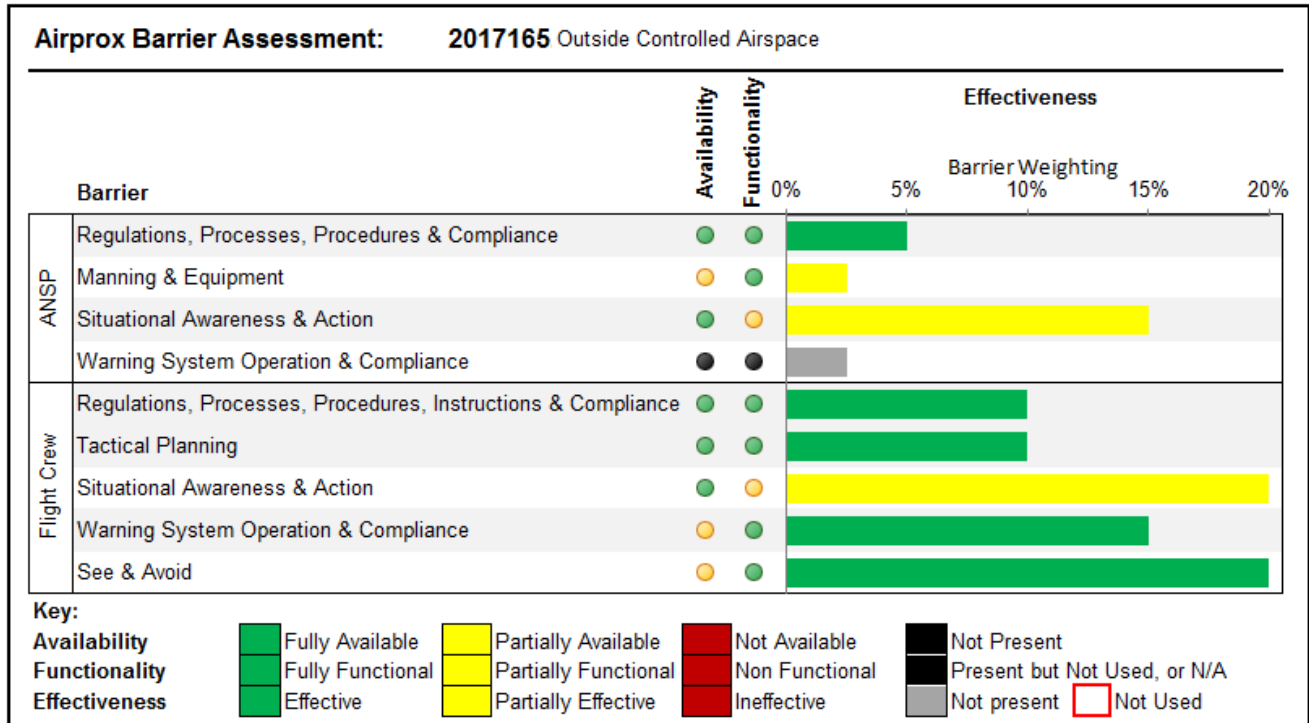 Airprox Barrier Assessment: 2017165 Outside Controlled Airspace
Availability
Functionality
Effectiveness
Barrier Weighting
Barrier
0% 5% 10% 15% 20%
ANSP
Regulations, Processes, Procedures & Compliance
Manning & Equipment
Situational Awareness & Action
Warning System Operation & Compliance
Flight Crew
Regulations, Processes, Procedures, Instructions & Compliance
Tactical Planning
Situational Awareness & Action
Warning System Operation & Compliance
See & Avoid
Key:
Availability Fully Available Partially Available Not Available Not Present
Functionality Fully Functional Partially Functional Non Functional Present but Not Used, or N/A
Effectiveness Effective Partially Effective Ineffective Not present Not Used